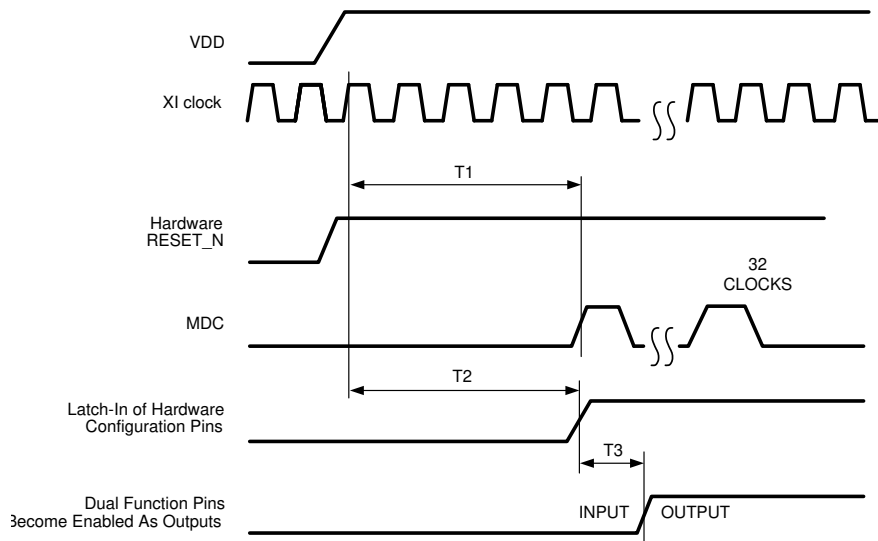 VDD
XI clock
T1
Hardware
RESET_N
32
CLOCKS
MDC
T2
Latch-In of Hardware
Configuration Pins
T3
Dual Function Pins
Become Enabled As Outputs
INPUT
OUTPUT